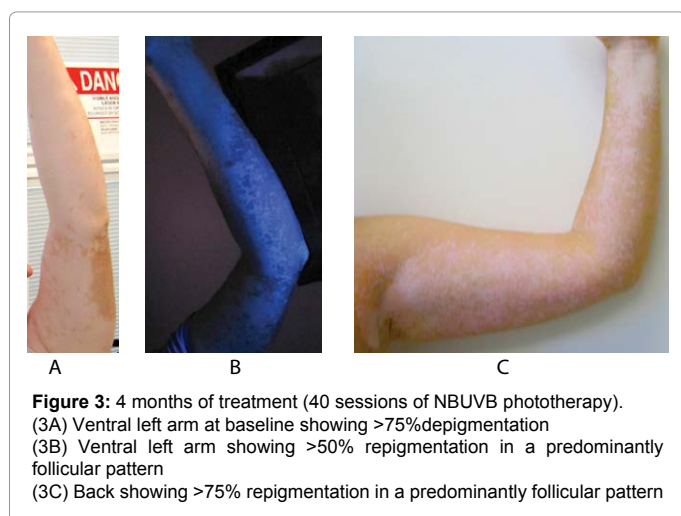 DANG
A
B
C
Figure 3: 4 months of treatment (40 sessions of NBUVB phototherapy).
(3A) Ventral left arm at baseline showing >75%depigmentation
(3B) Ventral left arm showing >50% repigmentation in a predominantly
follicular pattern
(3C) Back showing >75% repigmentation in a predominantly follicular pattern